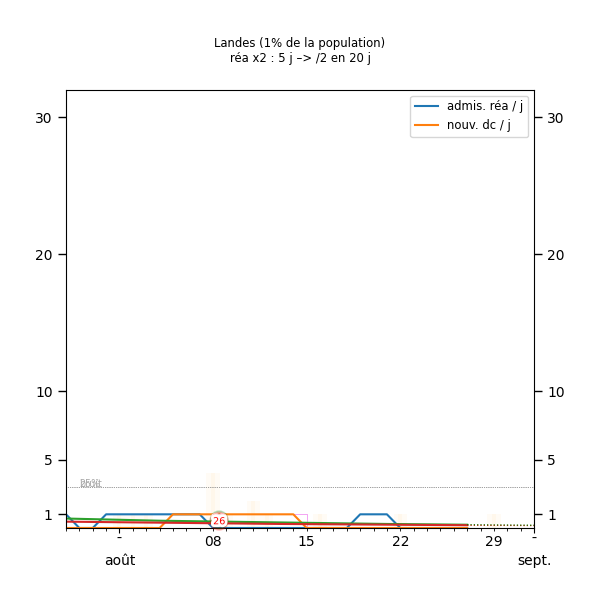 Landes (1% de la population)
réa x2 : 5 j –> /2 en 20 j
admis. réa / j
nouv. dc / j
30 30
20 20
10 10
5 5
1 1
26
- 08 15 22 29 -
août sept.